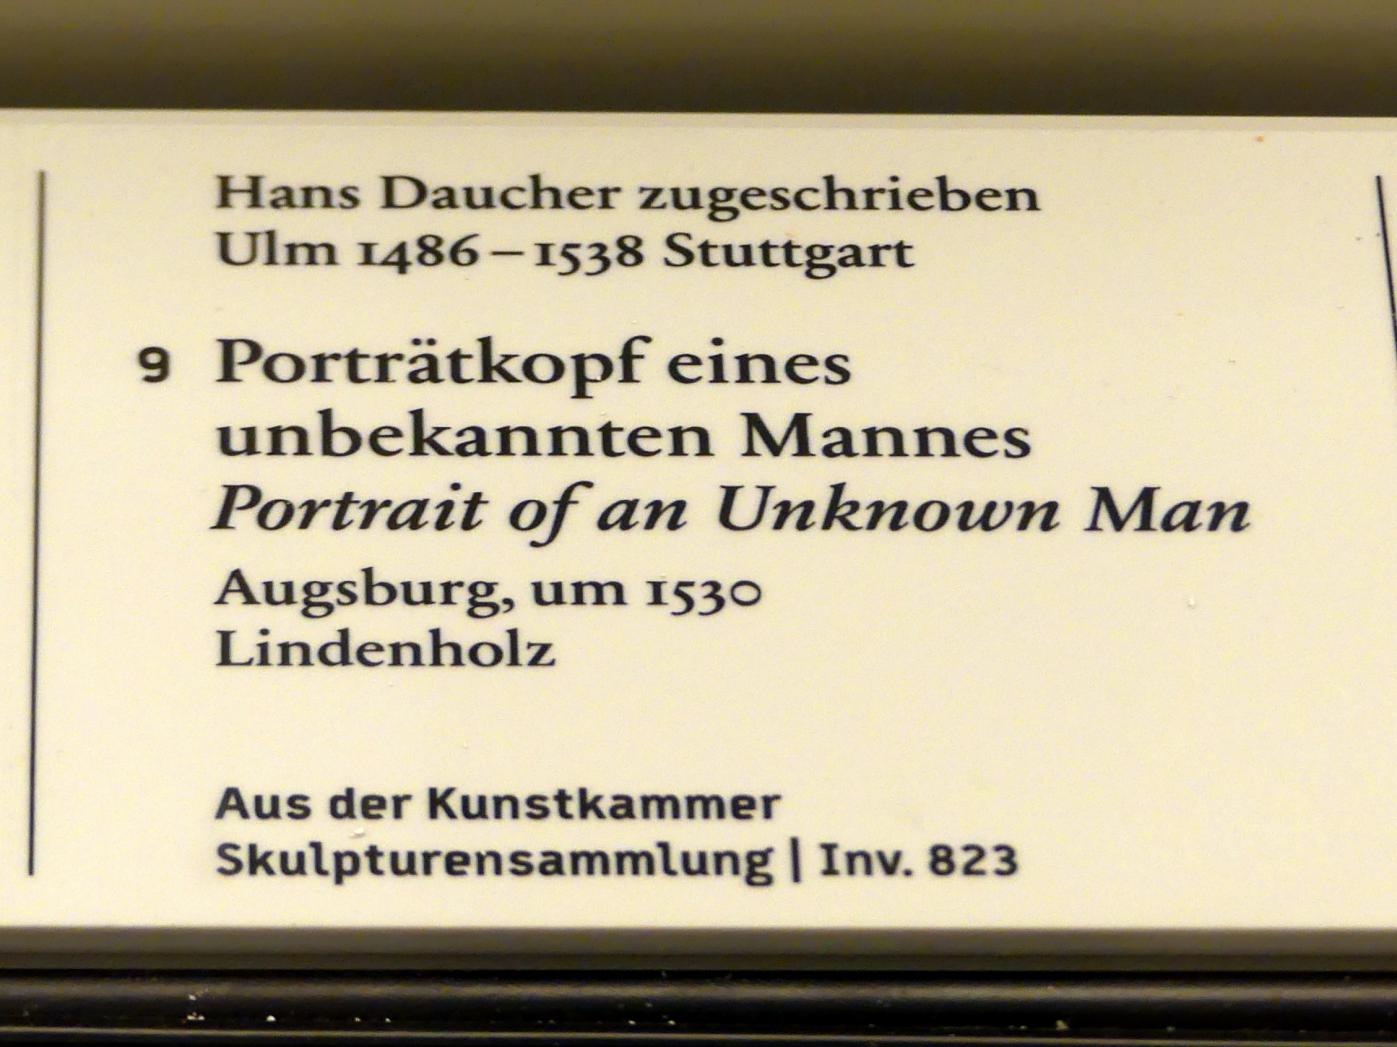 Hans Daucher zugeschrieben
Ulm 1486–1538 Stuttgart
9 Porträtkopf eines
unbekannten Mannes
Portrait of an Unknown Man
Augsburg, um 1530
Lindenholz
Aus der Kunstkammer
Skulpturensammlung | Inv. 823